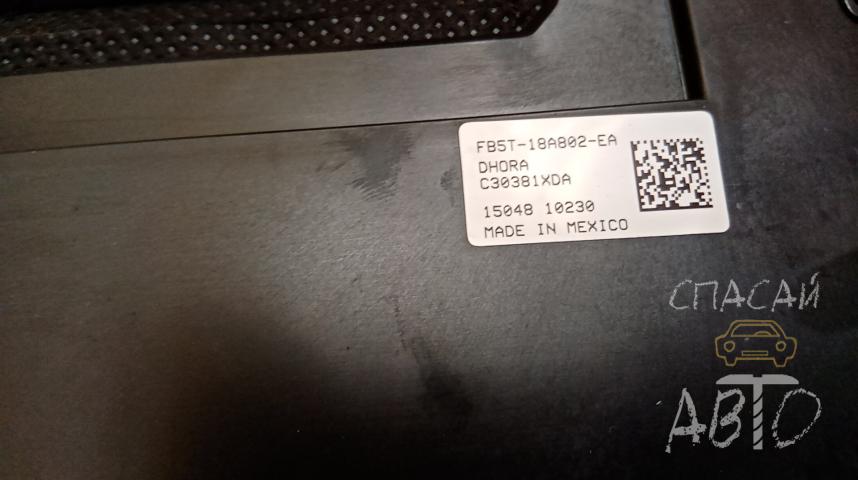 FB5T-18A802-EA
DHORA
C30381XDA
15048 10230
MADE IN MEXICO
СПАСАЙ
АВТО